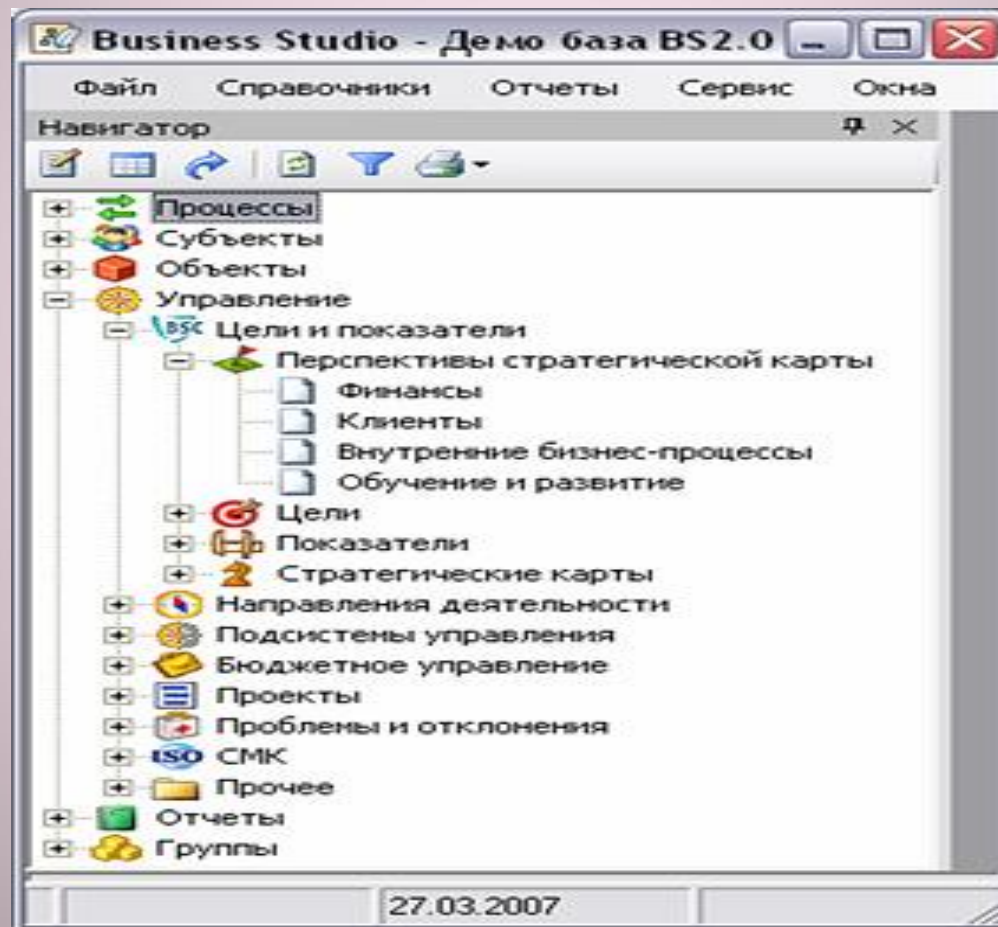 Business Studio - Демо база BS2.0
Файл Справочники Отчеты Сервис Окна
Навигатор
Процессы
Субъекты
Объекты
Управление
BSC Цели и показатели
Перспективы стратегической карты
Финансы
Клиенты
Внутренние бизнес-процессы
Обучение и развитие
Цели
Показатели
Стратегические карты
Направления деятельности
Подсистемы управления
Бюджетное управление
Проекты
Проблемы и отклонения
ISO СМК
Прочее
Отчеты
Группы
27.03.2007